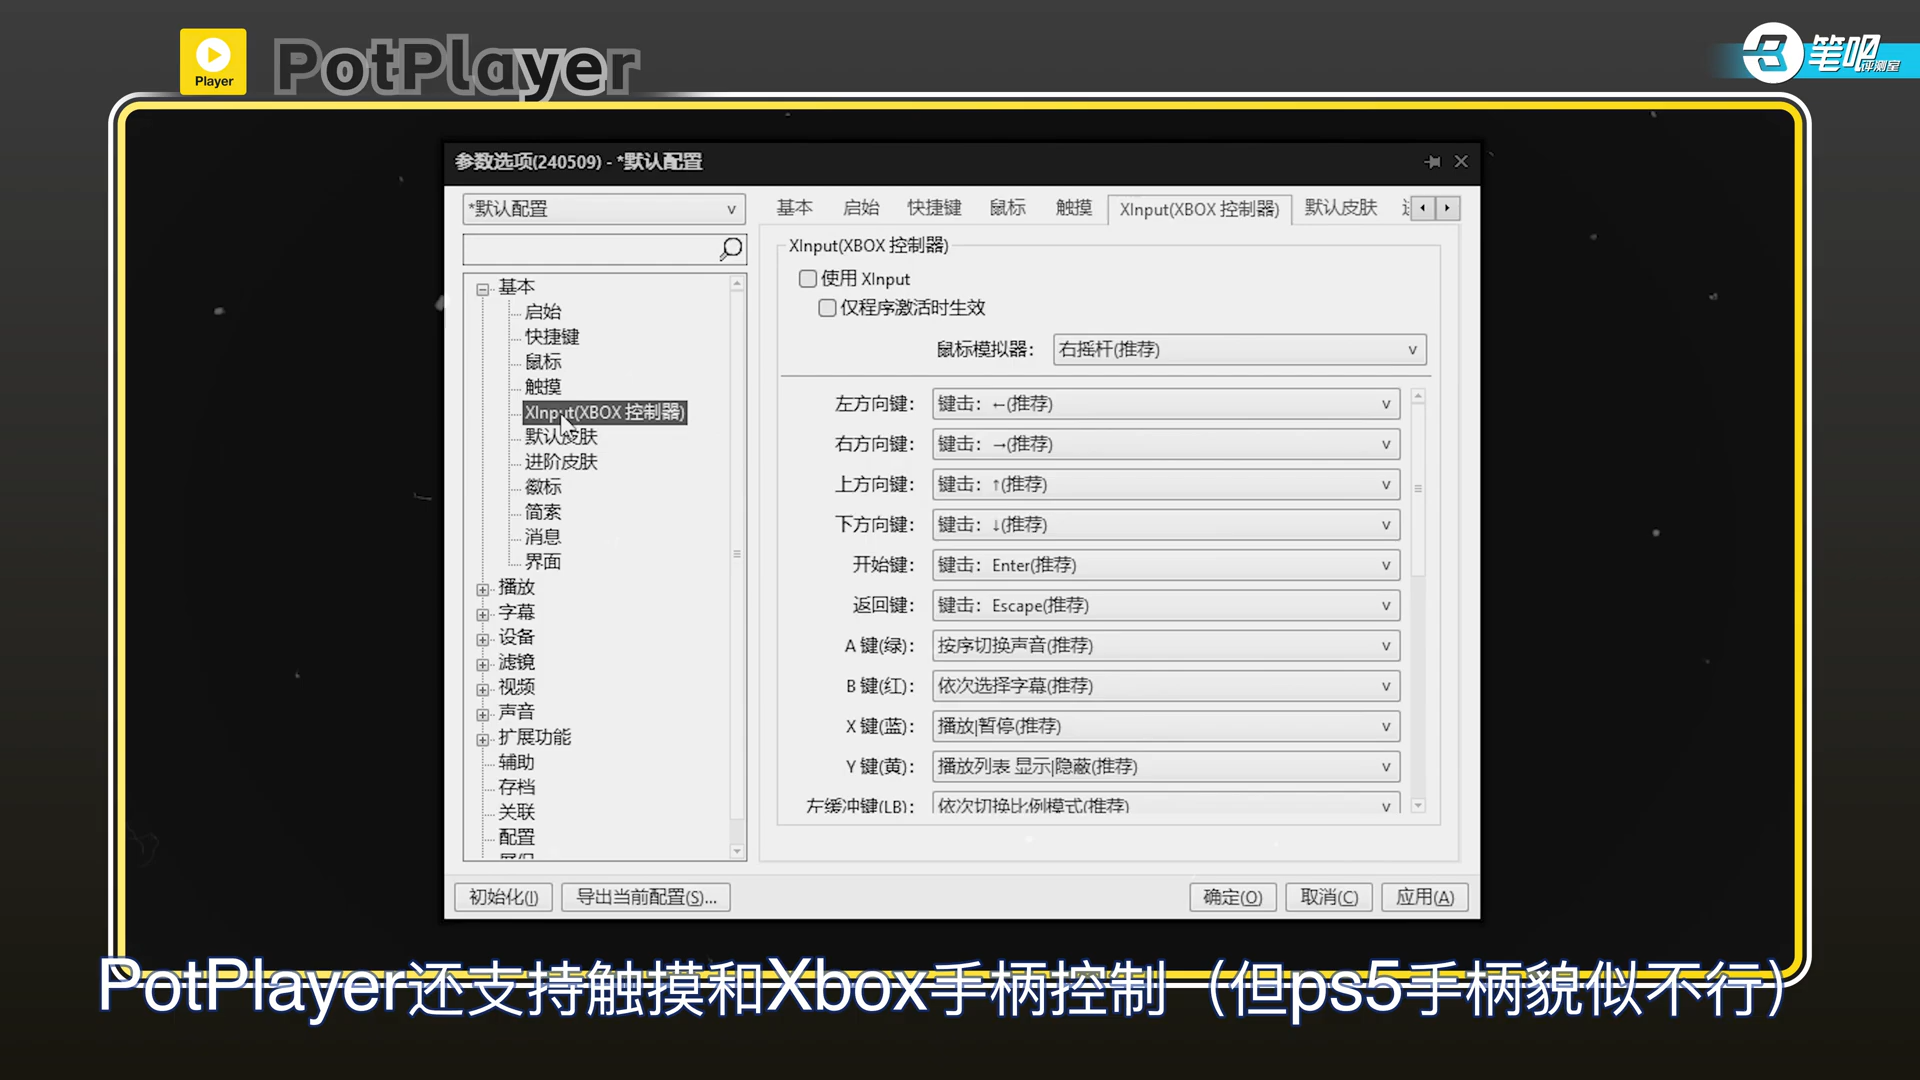 Player
PotPlayer
笔吧
评测室
参数选项(240509) - *默认配置
*默认配置
基本
启始
快捷键
鼠标
触摸
XInput(XBOX 控制器)
默认皮肤
进阶皮肤
徽标
简索
消息
界面
播放
字幕
设备
滤镜
视频
声音
扩展功能
辅助
存档
关联
配置
基本 启始 快捷键 鼠标 触摸 XInput(XBOX 控制器) 默认皮肤
XInput(XBOX 控制器)
使用 XInput
仅程序激活时生效
鼠标模拟器: 右摇杆(推荐)
左方向键: 键击: ←(推荐)
右方向键: 键击: →(推荐)
上方向键: 键击: ↑(推荐)
下方向键: 键击: ↓(推荐)
开始键: 键击: Enter(推荐)
返回键: 键击: Escape(推荐)
A 键(绿): 按序切换声音(推荐)
B 键(红): 依次选择字幕(推荐)
X 键(蓝): 播放|暂停(推荐)
Y 键(黄): 播放列表 显示|隐蔽(推荐)
左缓冲键(LB): 依次切换比例模式(推荐)
初始化(I) 导出当前配置(S)... 确定(O) 取消(C) 应用(A)
PotPlayer还支持触摸和Xbox手柄控制（但ps5手柄貌似不行）